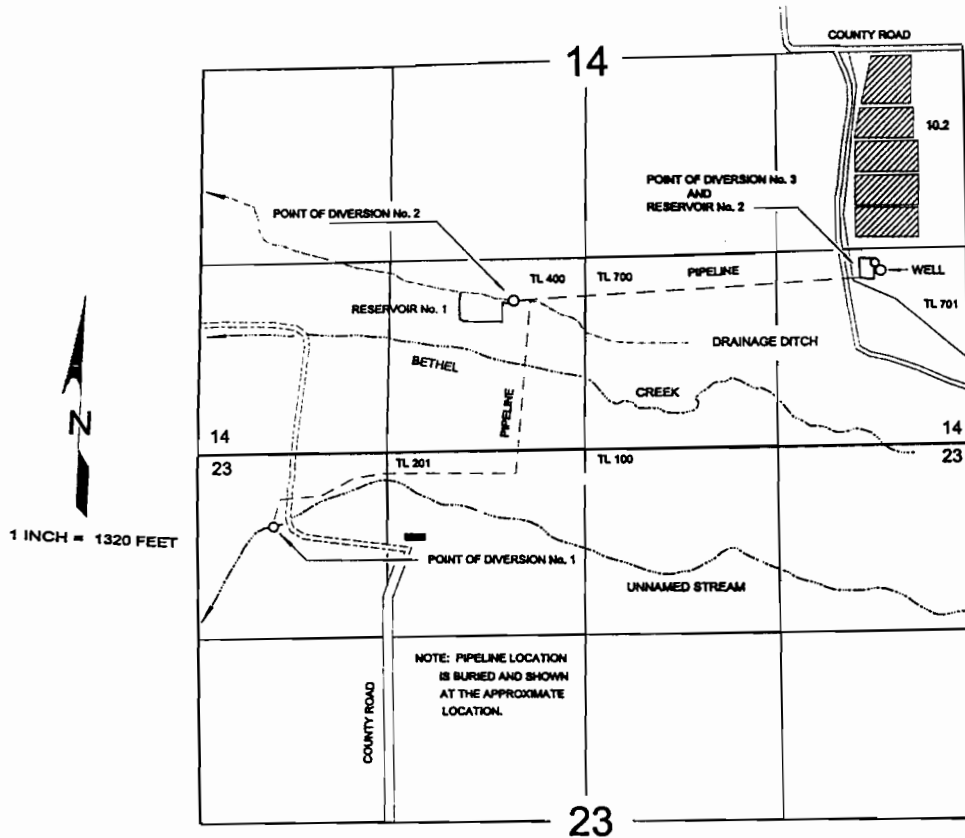 COUNTY ROAD
14
10.2
POINT OF DIVERSION No. 3
AND
RESERVOIR No. 2
POINT OF DIVERSION No. 2
TL 400
TL 700
PIPELINE
WELL
TL 701
RESERVOIR No. 1
DRAINAGE DITCH
BETHEL
CREEK
PIPELINE
N
14
23
14
23
TL 201
TL 100
1 INCH = 1320 FEET
POINT OF DIVERSION No. 1
UNNAMED STREAM
NOTE: PIPELINE LOCATION
IS BURIED AND SHOWN
AT THE APPROXIMATE
LOCATION.
COUNTY ROAD
23